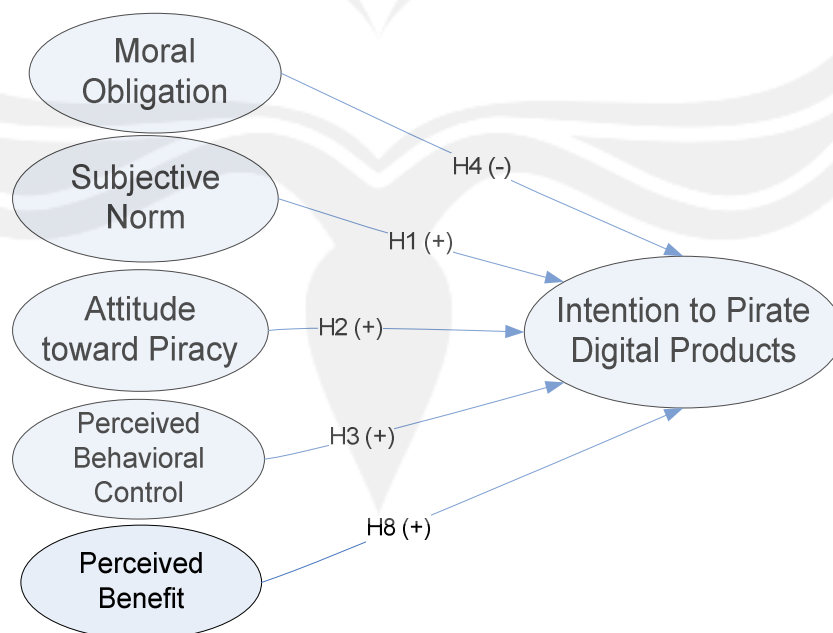 Moral
Obligation
H4 (-)
Subjective
Norm
H1 (+)
Attitude
toward Piracy
H2 (+)
Intention to Pirate
Digital Products
Perceived
Behavioral
Control
H3 (+)
H8 (+)
Perceived
Benefit